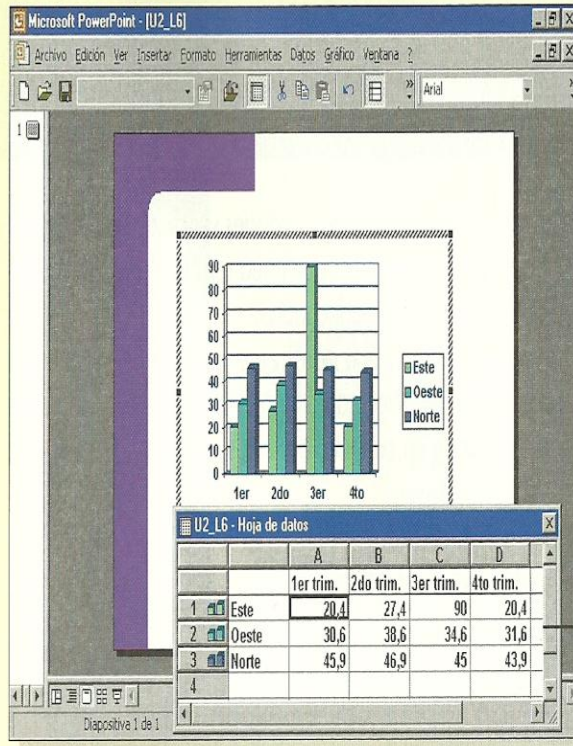 Microsoft PowerPoint - [U2_L6]
Archivo Edición Ver Insertar Formato Herramientas Datos Gráfico Ventana ?
Arial
1
90
80
70
60
50
40
30
20
10
0
1er 2do 3er 4to
Este
Oeste
Norte
U2_L6 - Hoja de datos
A B C D
1er trim. 2do trim. 3er trim. 4to trim.
1 Este 20,4 27,4 90 20,4
2 Oeste 30,6 38,6 34,6 31,6
3 Norte 45,9 46,9 45 43,9
4
Diapositiva 1 de 1